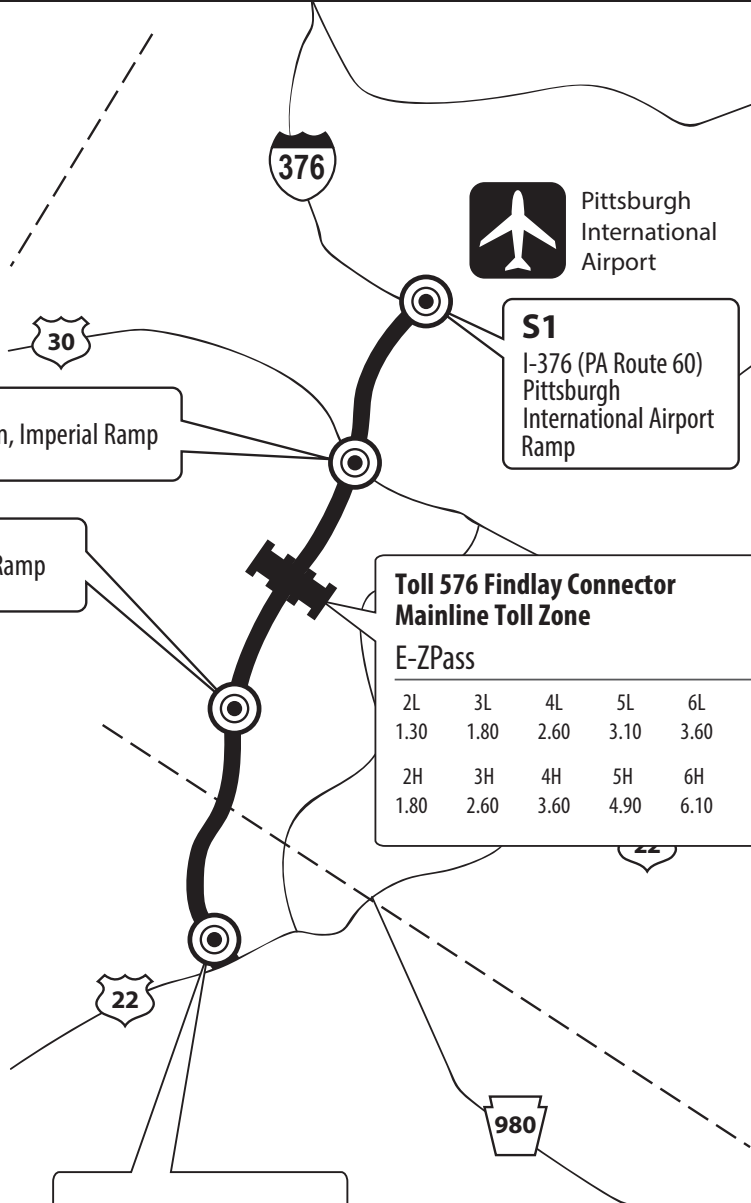 376
Pittsburgh
International
Airport
S1
I-376 (PA Route 60)
Pittsburgh
International Airport
Ramp
30
Imperial Ramp
Ramp
Toll 576 Findlay Connector
Mainline Toll Zone
E-ZPass
2L 3L 4L 5L 6L
1.30 1.80 2.60 3.10 3.60
2H 3H 4H 5H 6H
1.80 2.60 3.60 4.90 6.10
22
22
980